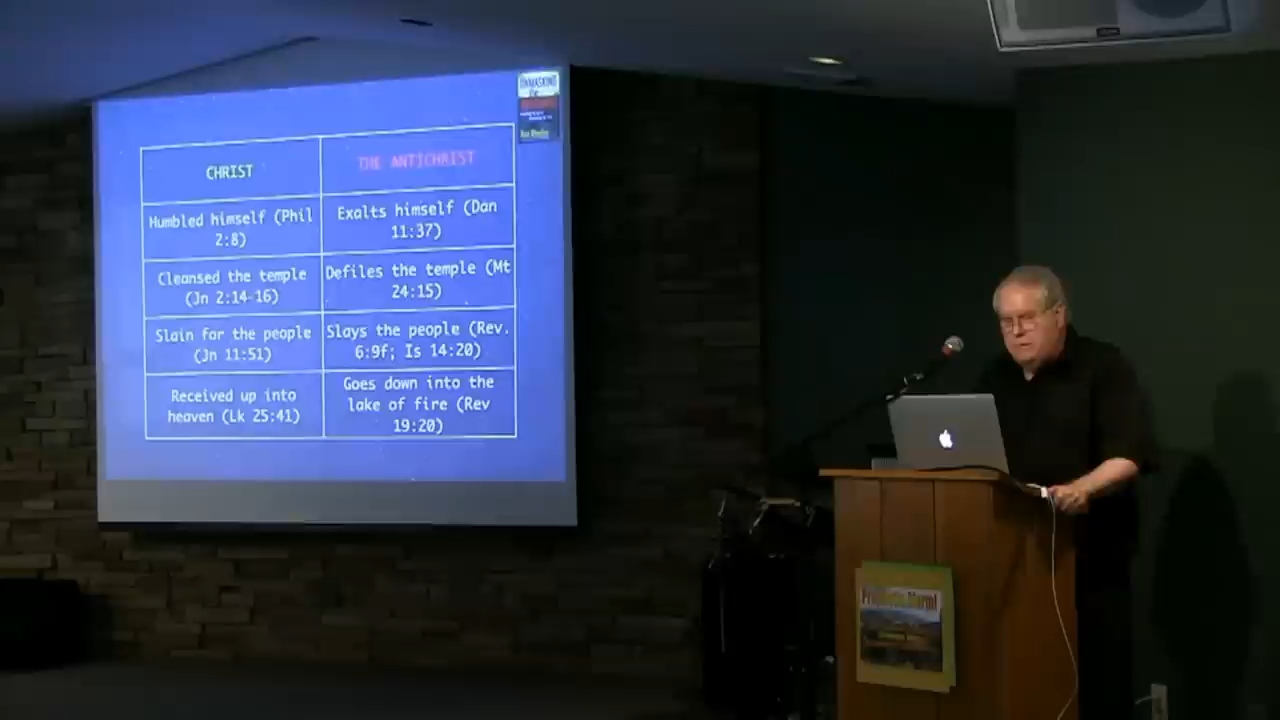 UNMASKING
the
CHRIST
THE ANTICHRIST
Humbled himself (Phil
2:8)
Exalts himself (Dan
11:37)
Cleansed the temple
(Jn 2:14-16)
Defiles the temple (Mt
24:15)
Slain for the people
(Jn 11:51)
Slays the people (Rev.
6:9f; Is 14:20)
Received up into
heaven (Lk 25:41)
Goes down into the
lake of fire (Rev
19:20)